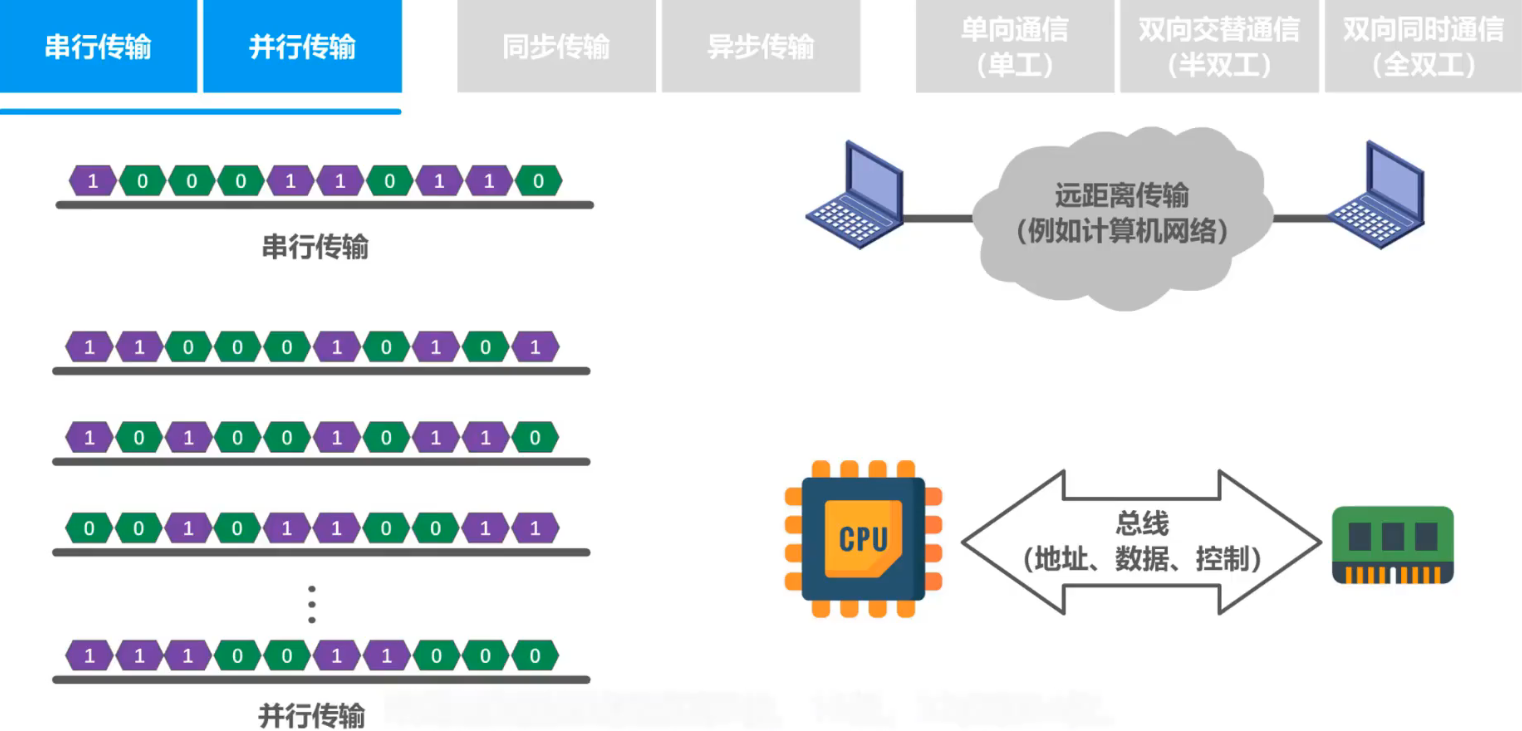 串行传输
并行传输
同步传输
异步传输
单向通信
（单工）
双向交替通信
（半双工）
双向同时通信
（全双工）
1 0 0 0 1 1 0 1 1 0
串行传输
远距离传输
（例如计算机网络）
1 1 0 0 0 1 0 1 0 1
1 0 1 0 0 1 0 1 1 0
0 0 1 0 1 1 0 0 1 1
1 1 1 0 0 1 1 0 0 0
并行传输
CPU
总线
（地址、数据、控制）